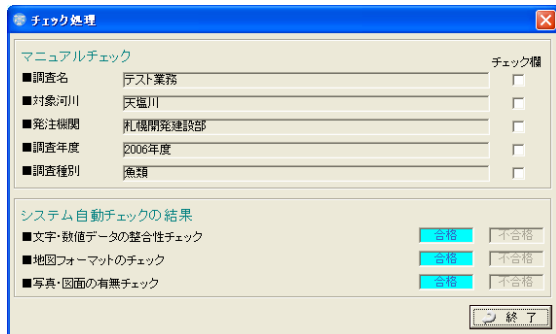 チェック処理
マニュアルチェック
チェック欄
■調査名 テスト業務
■対象河川 天塩川
■発注機関 札幌開発建設部
■調査年度 2006年度
■調査種別 魚類
システム自動チェックの結果
■文字・数値データの整合性チェック 合格 不合格
■地図フォーマットのチェック 合格 不合格
■写真・図面の有無チェック 合格 不合格
終了